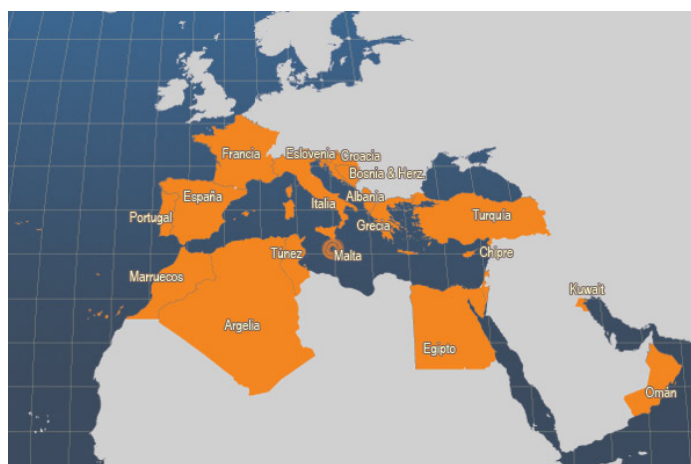 Francia
Eslovenia
Croacia
Bosnia & Herz.
España
Italia
Albania
Portugal
Grecia
Turquía
Túnez
Malta
Chipre
Marruecos
Kuwait
Argelia
Egipto
Omán